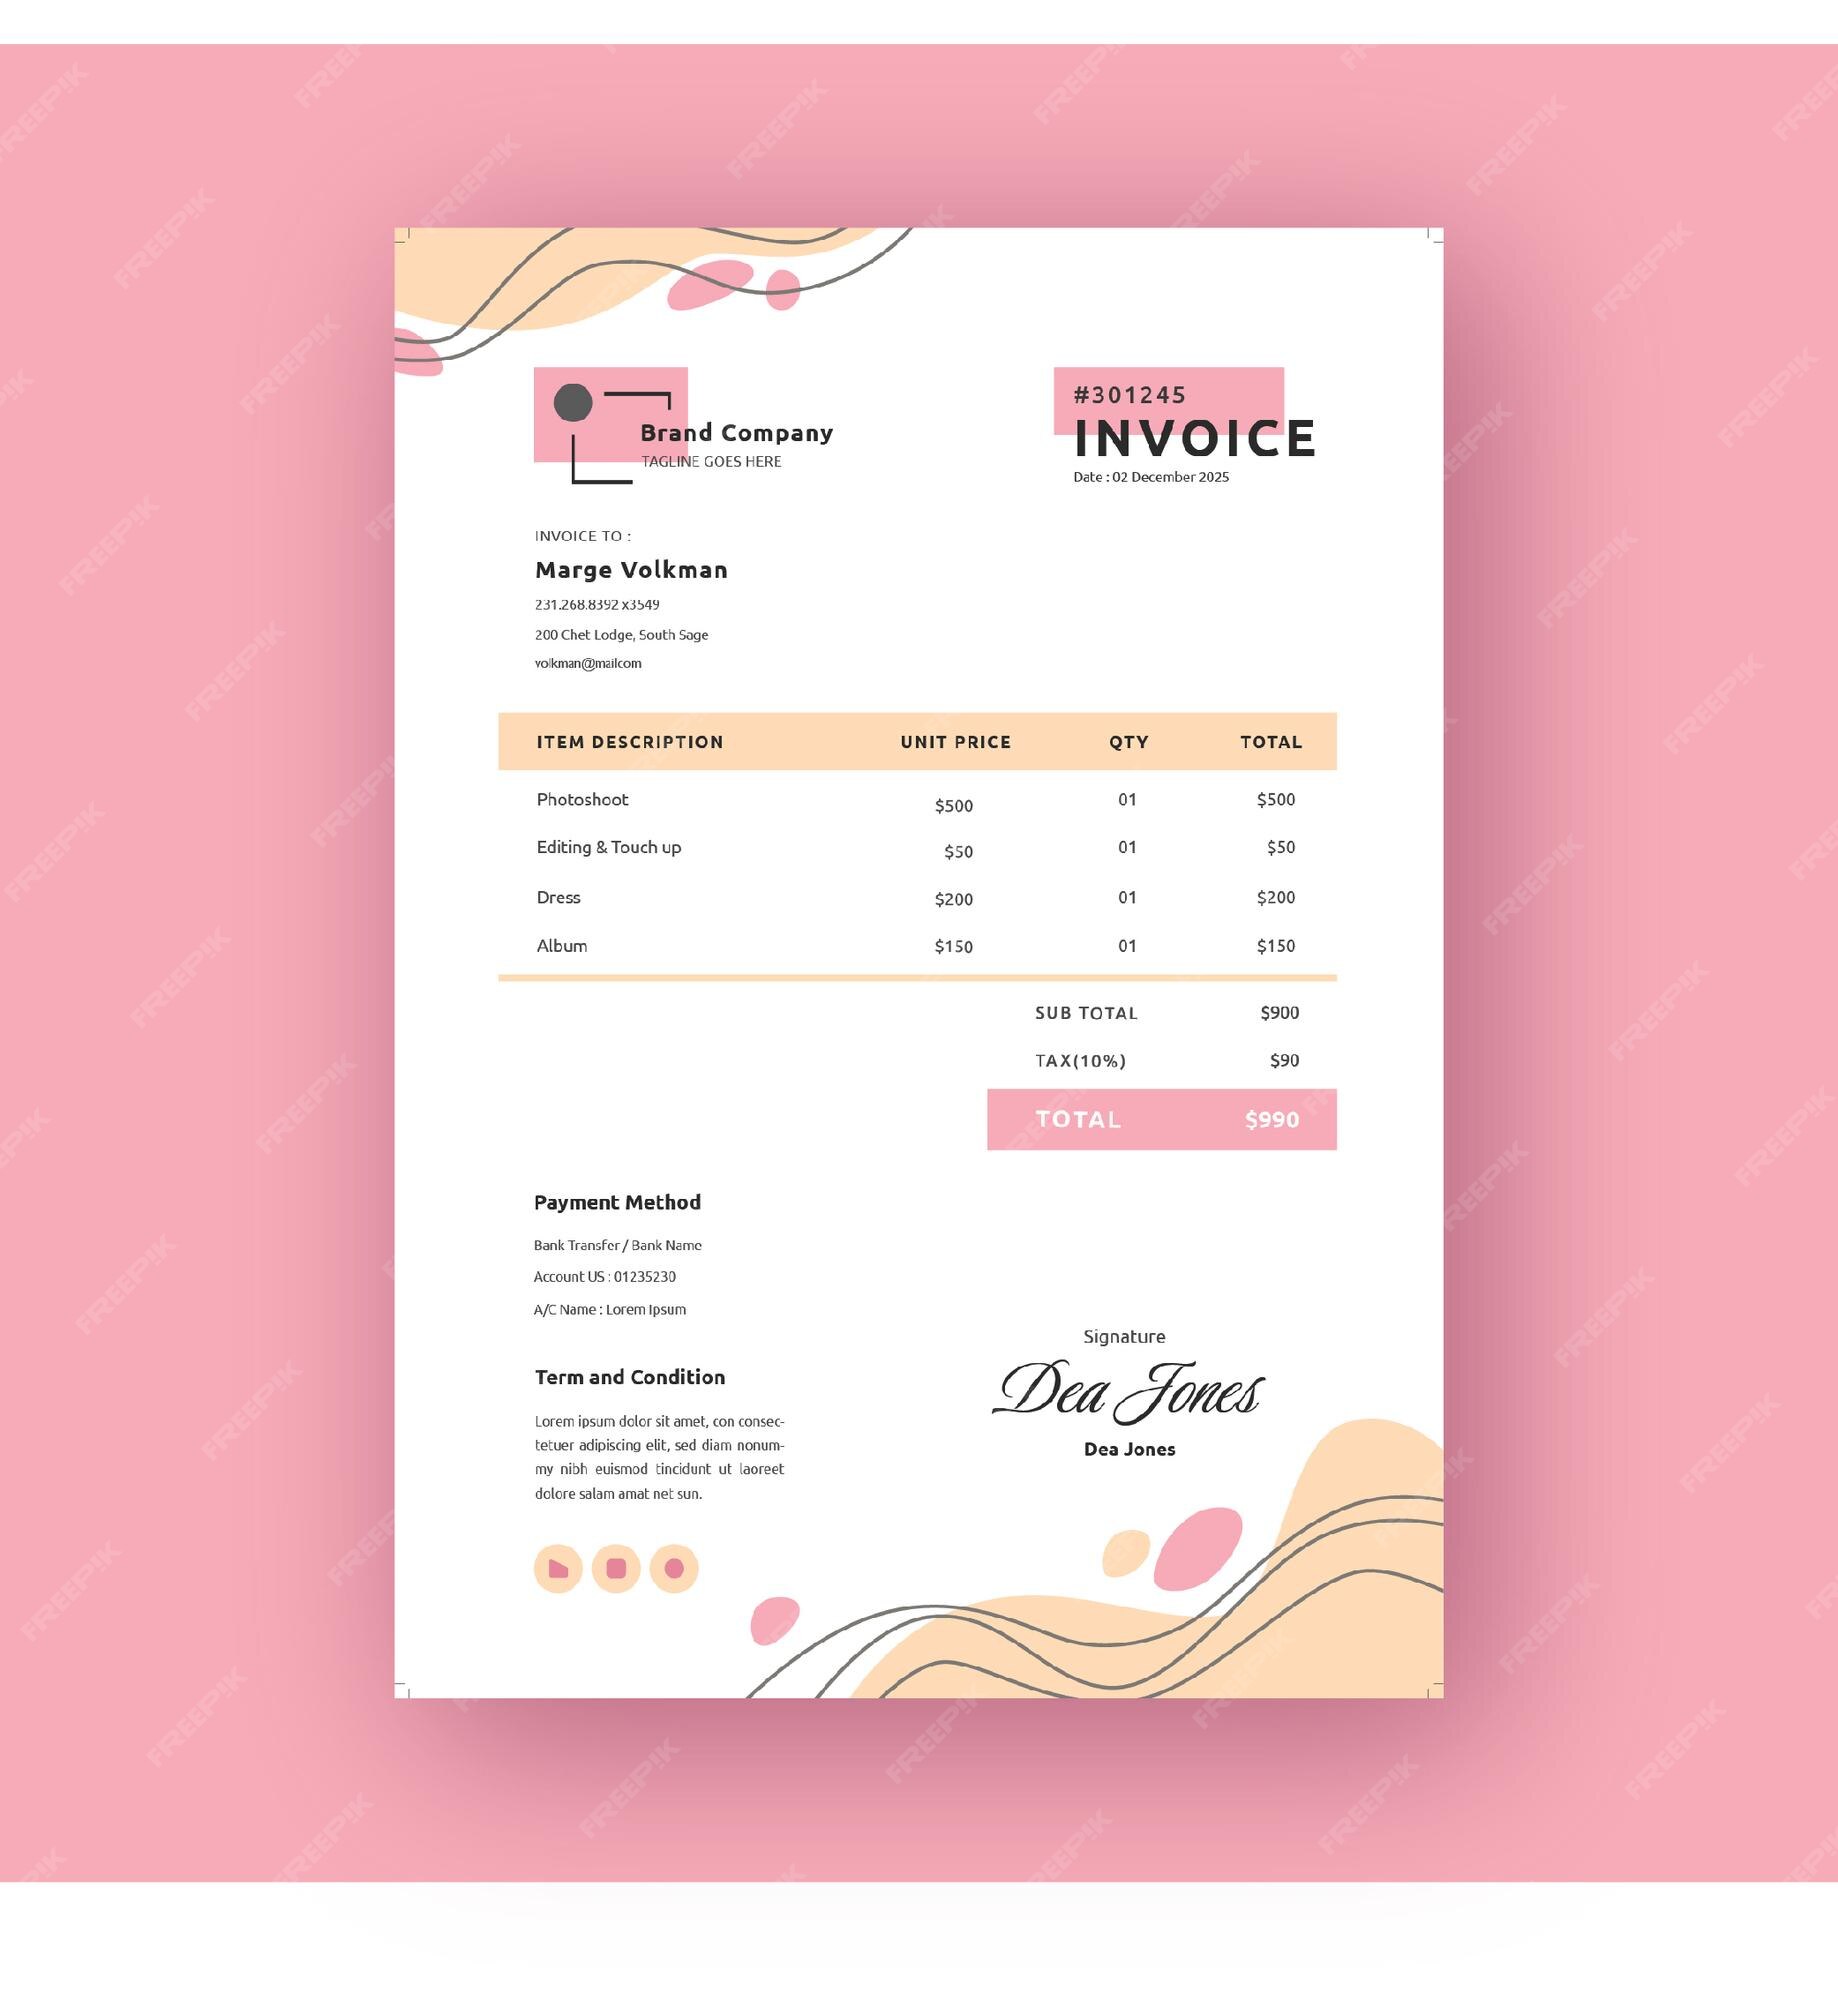 #301245
Brand Company
INVOICE
TAGLINE GOES HERE
Date : 02 December 2025
INVOICE TO :
Marge Volkman
231.268.8392 x3549
200 Chet Lodge, South Sage
volkman@mailcom
ITEM DESCRIPTION UNIT PRICE QTY TOTAL
Photoshoot $500 01 $500
Editing & Touch up $50 01 $50
Dress $200 01 $200
Album $150 01 $150
SUB TOTAL $900
TAX(10%) $90
TOTAL $990
Payment Method
Bank Transfer / Bank Name
Account US : 01235230
A/C Name : Lorem Ipsum
Signature
Dea Jones
Dea Jones
Term and Condition
Lorem ipsum dolor sit amet, con consec-
tetuer adipiscing elit, sed diam nonum-
my nibh euismod tincidunt ut laoreet
dolore salam amat net sun.
FREEPIK